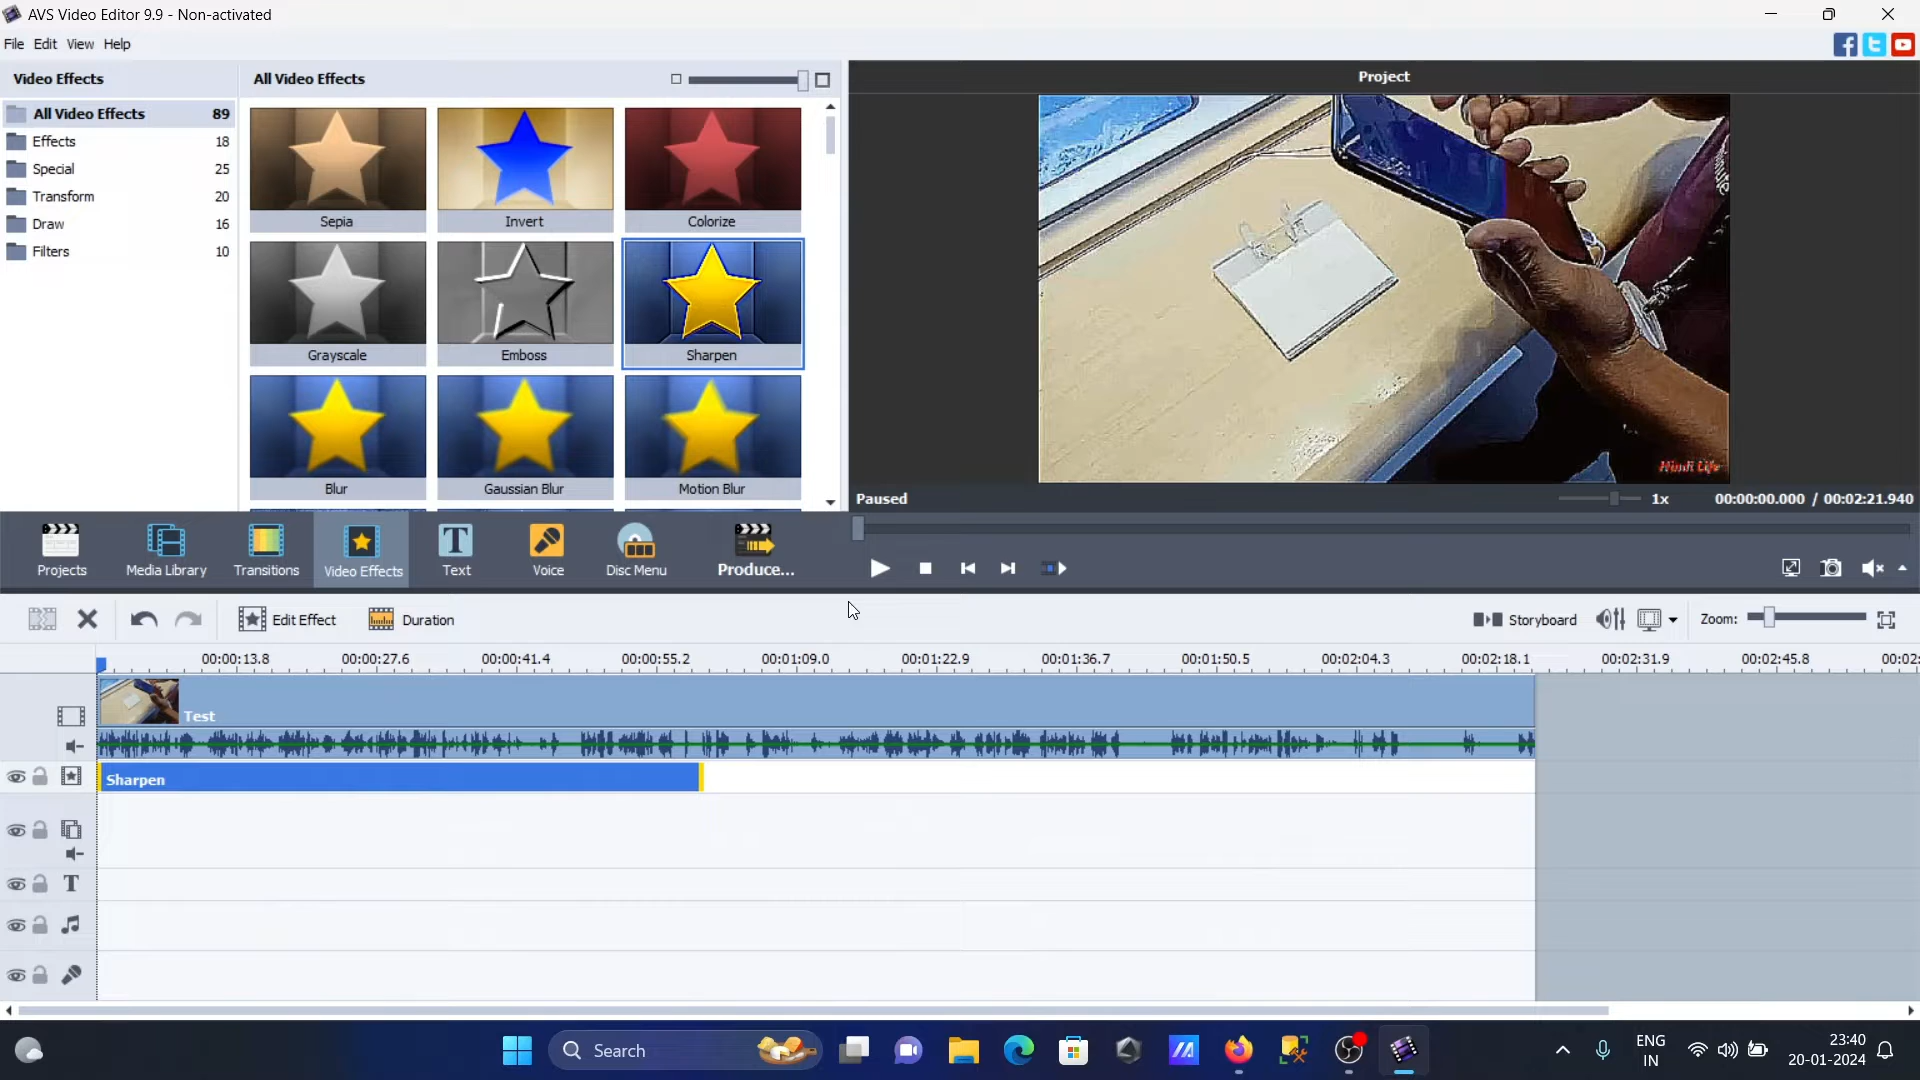 AVS Video Editor 9.9 - Non-activated
File Edit View Help
Video Effects
All Video Effects 89
Effects 18
Special 25
Transform 20
Draw 16
Filters 10
All Video Effects
Sepia Invert Colorize
Grayscale Emboss Sharpen
Blur Gaussian Blur Motion Blur
Project
Hindi Life
Paused 1x 00:00:00.000 / 00:02:21.940
Projects Media Library Transitions Video Effects Text Voice Disc Menu Produce...
Edit Effect Duration Storyboard Zoom:
00:00:13.8 00:00:27.6 00:00:41.4 00:00:55.2 00:01:09.0 00:01:22.9 00:01:36.7 00:01:50.5 00:02:04.3 00:02:18.1 00:02:31.9 00:02:45.8 00:02:
Test
Sharpen
T
Search
ENG
IN
23:40
20-01-2024